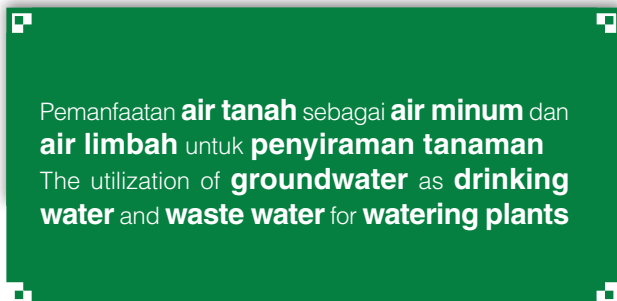 Pemanfaatan air tanah sebagai air minum dan
air limbah untuk penyiraman tanaman
The utilization of groundwater as drinking
water and waste water for watering plants